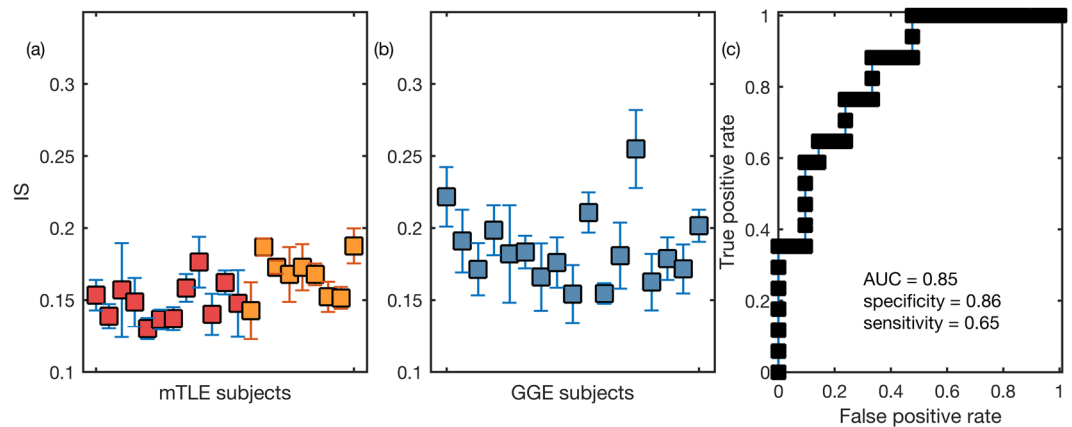 (a)
0.3
0.25
0.2
0.15
0.1
IS
mTLE subjects
(b)
0.3
0.25
0.2
0.15
0.1
GGE subjects
(c)
1
0.8
0.6
0.4
0.2
0
True positive rate
AUC = 0.85
specificity = 0.86
sensitivity = 0.65
0 0.2 0.4 0.6 0.8 1
False positive rate